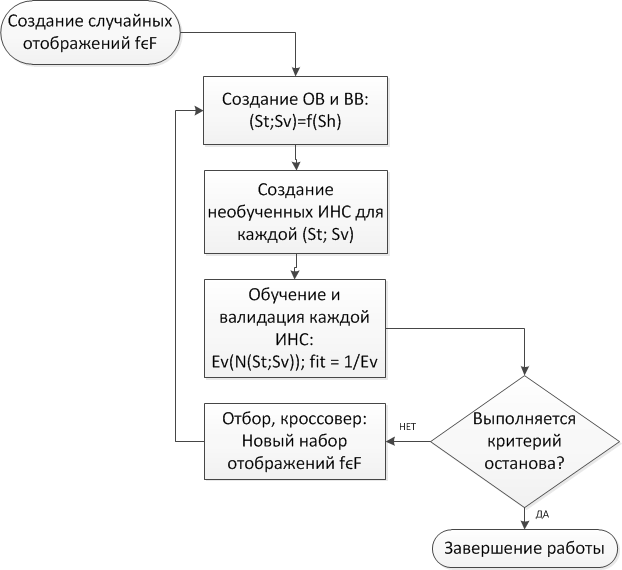 Создание случайных
отображений fϵF
Создание ОВ и ВВ:
(St;Sv)=f(Sh)
Создание
необученных ИНС для
каждой (St; Sv)
Обучение и
валидация каждой
ИНС:
Ev(N(St;Sv)); fit = 1/Ev
Выполняется
критерий
останова?
НЕТ
Отбор, кроссовер:
Новый набор
отображений fϵF
ДА
Завершение работы